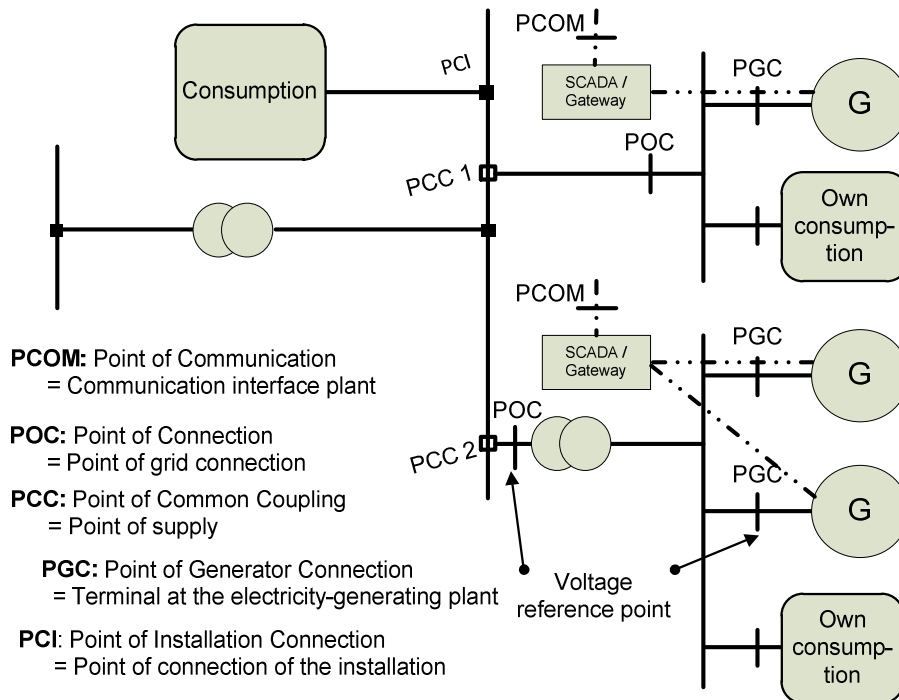 PCOM
PCI
Consumption
SCADA /
Gateway
PGC
G
POC
PCC 1
Own
consump-
tion
PCOM
SCADA /
Gateway
PGC
G
POC
PCC 2
PGC
G
Voltage
reference point
Own
consump-
tion
PCOM: Point of Communication
= Communication interface plant
POC: Point of Connection
= Point of grid connection
PCC: Point of Common Coupling
= Point of supply
PGC: Point of Generator Connection
= Terminal at the electricity-generating plant
PCI: Point of Installation Connection
= Point of connection of the installation